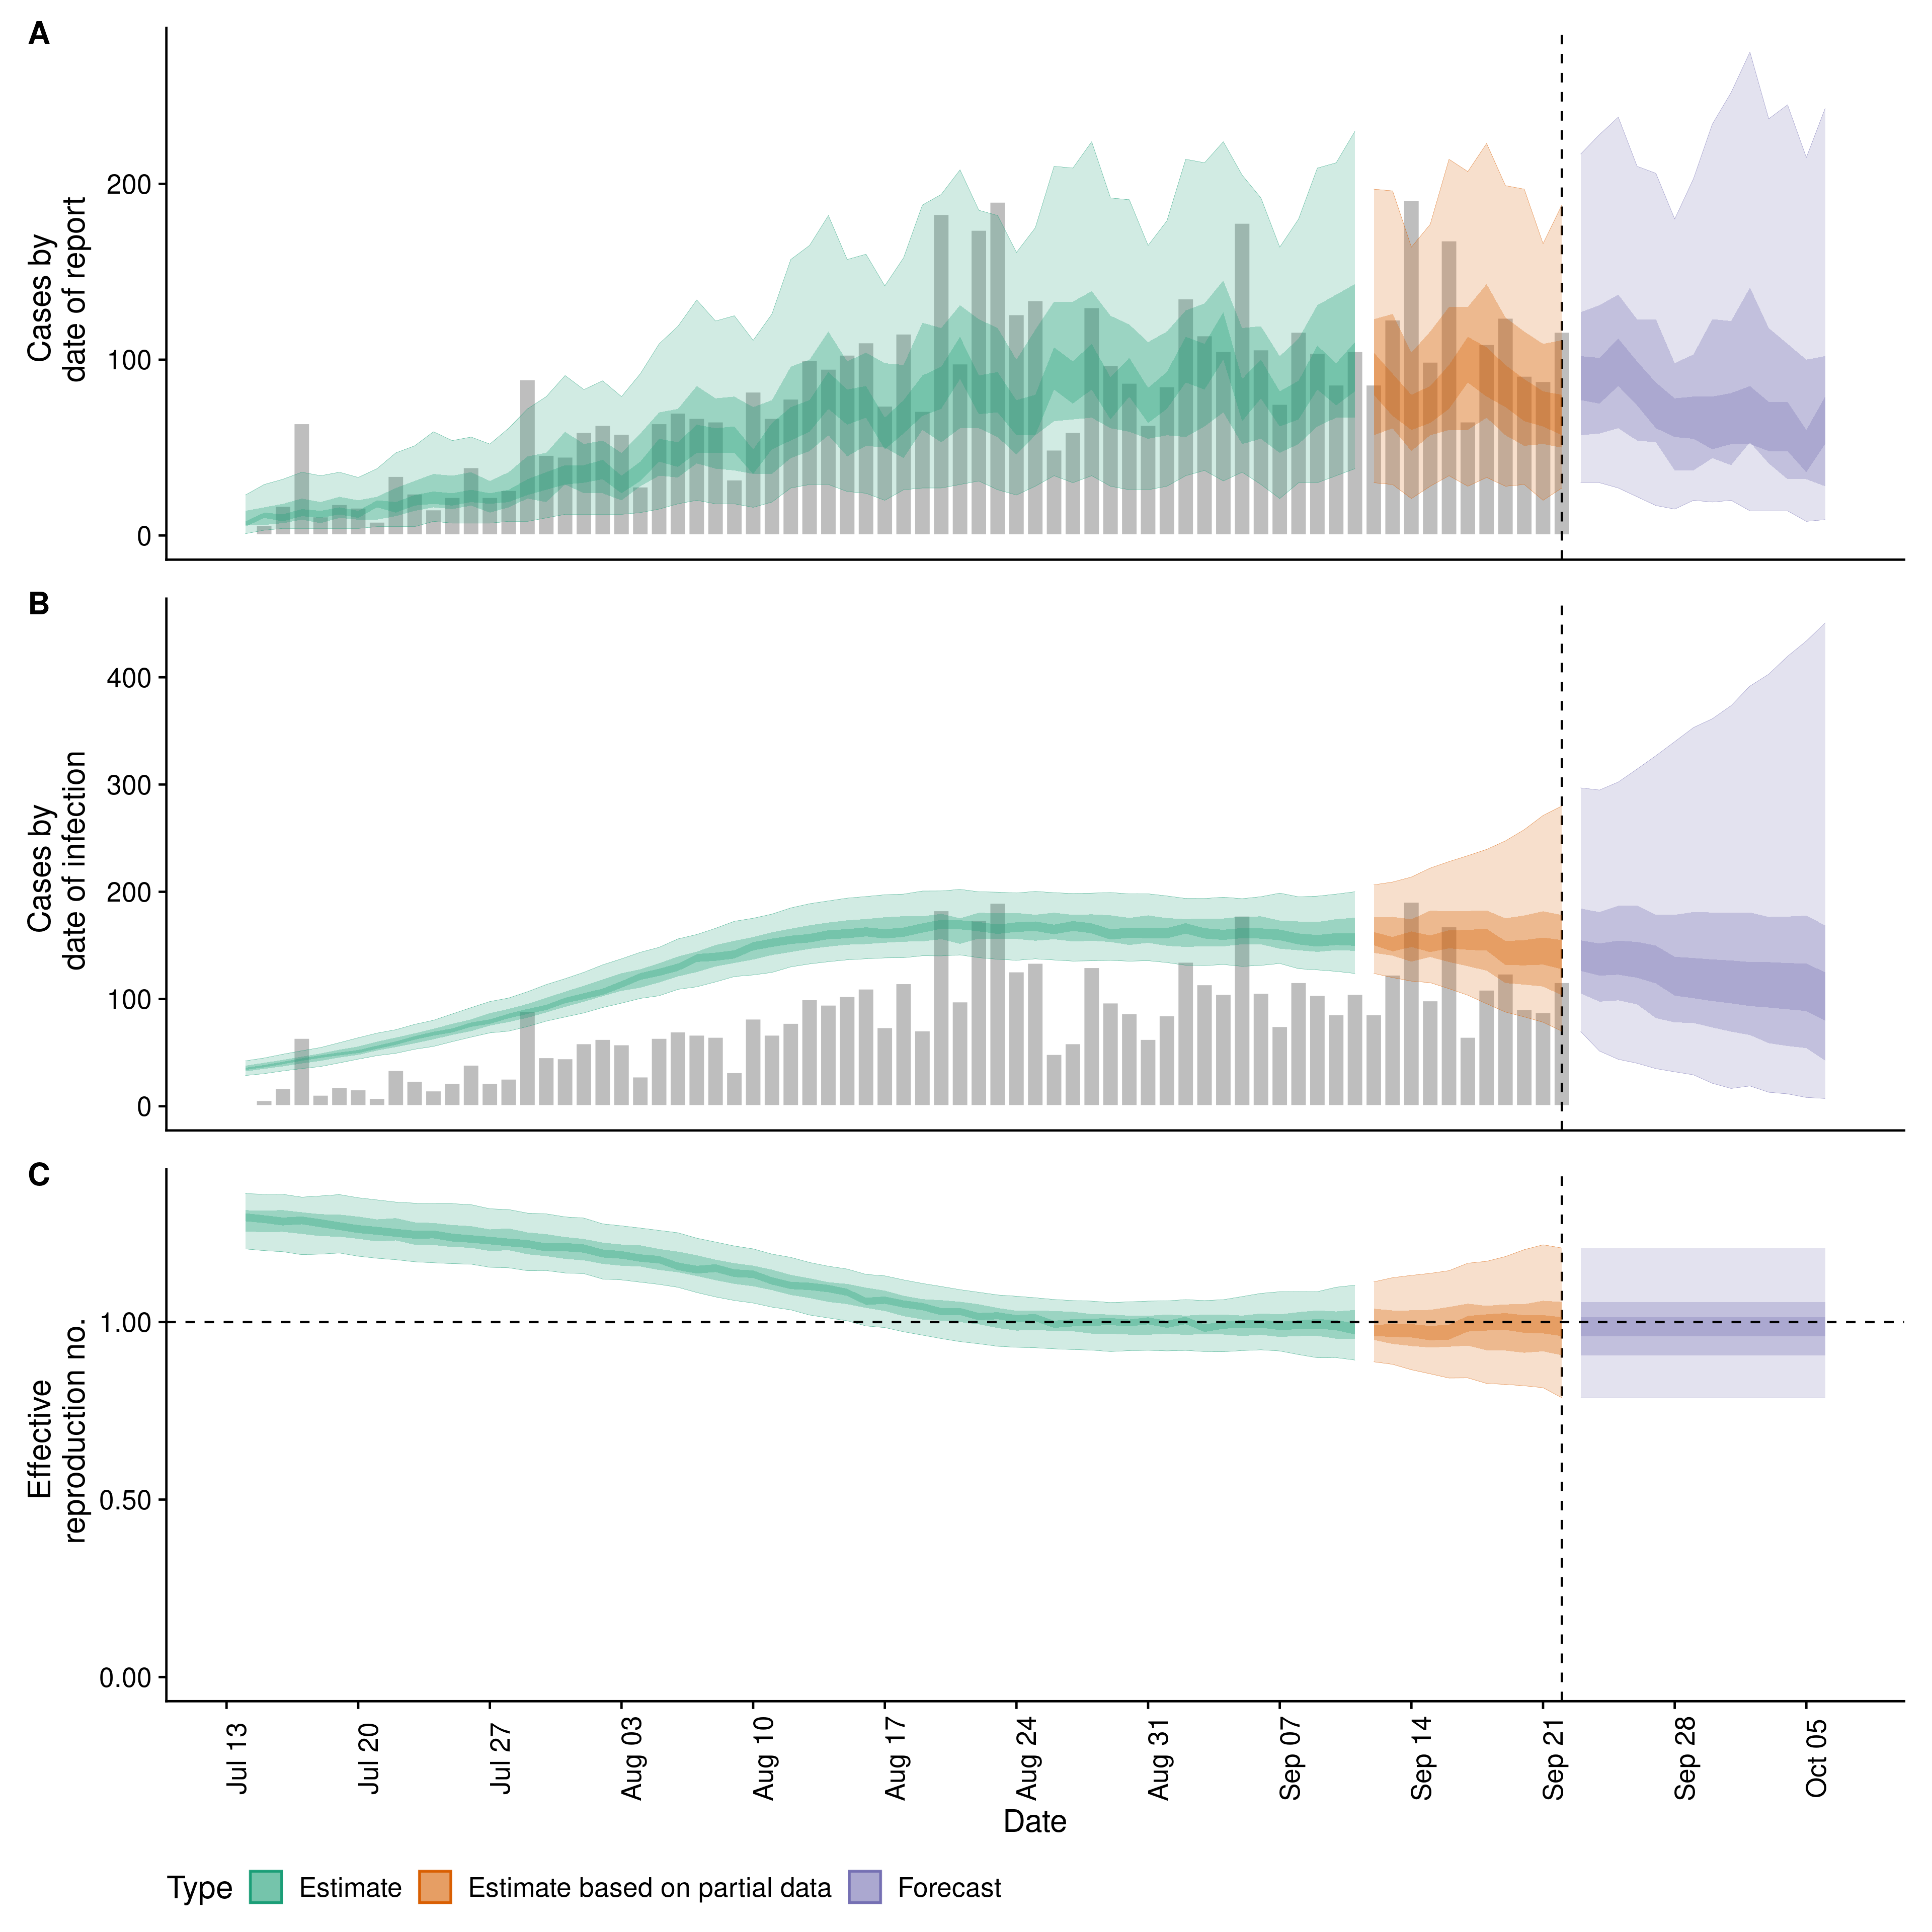 A
Cases by
date of report
200
100
0
B
Cases by
date of infection
400
300
200
100
0
C
Effective
reproduction no.
1.00
0.50
0.00
Jul 13
Jul 20
Jul 27
Aug 03
Aug 10
Aug 17
Aug 24
Aug 31
Sep 07
Sep 14
Sep 21
Sep 28
Oct 05
Date
Type
Estimate
Estimate based on partial data
Forecast